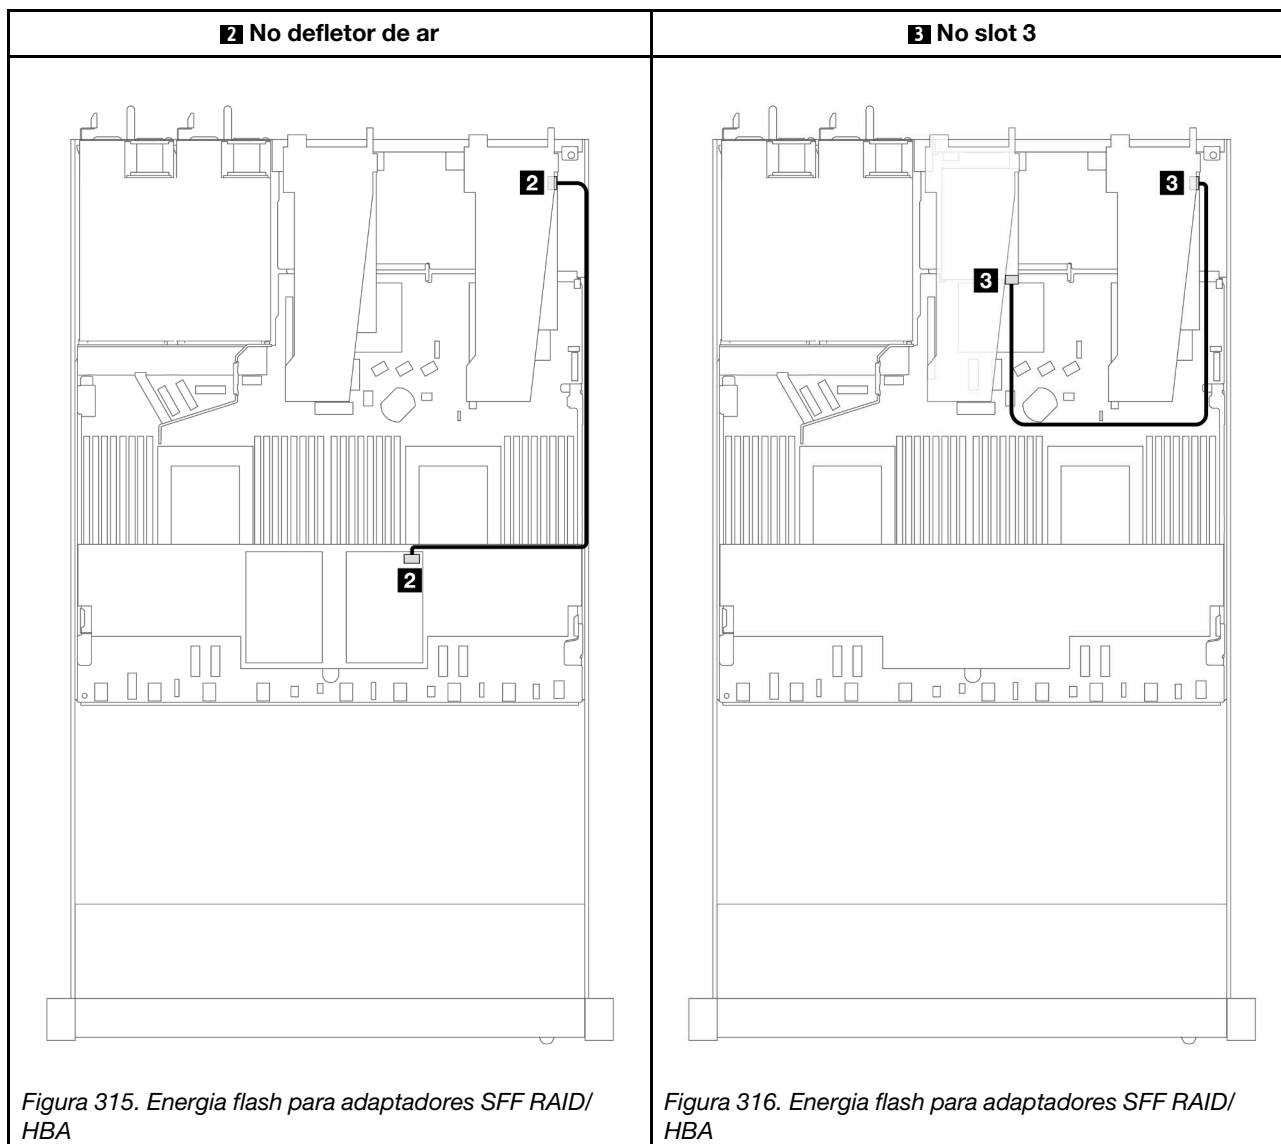 2 No defletor de ar
3 No slot 3
2
2
3
3
Figura 315. Energia flash para adaptadores SFF RAID/
HBA
Figura 316. Energia flash para adaptadores SFF RAID/
HBA